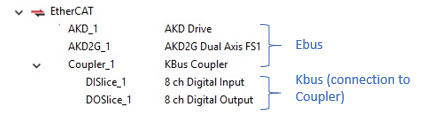 EtherCAT
AKD_1 AKD Drive
AKD2G_1 AKD2G Dual Axis FS1
Ebus
Coupler_1 KBus Coupler
DISlice_1 8 ch Digital Input
DOSlice_1 8 ch Digital Output
Kbus (connection to
Coupler)